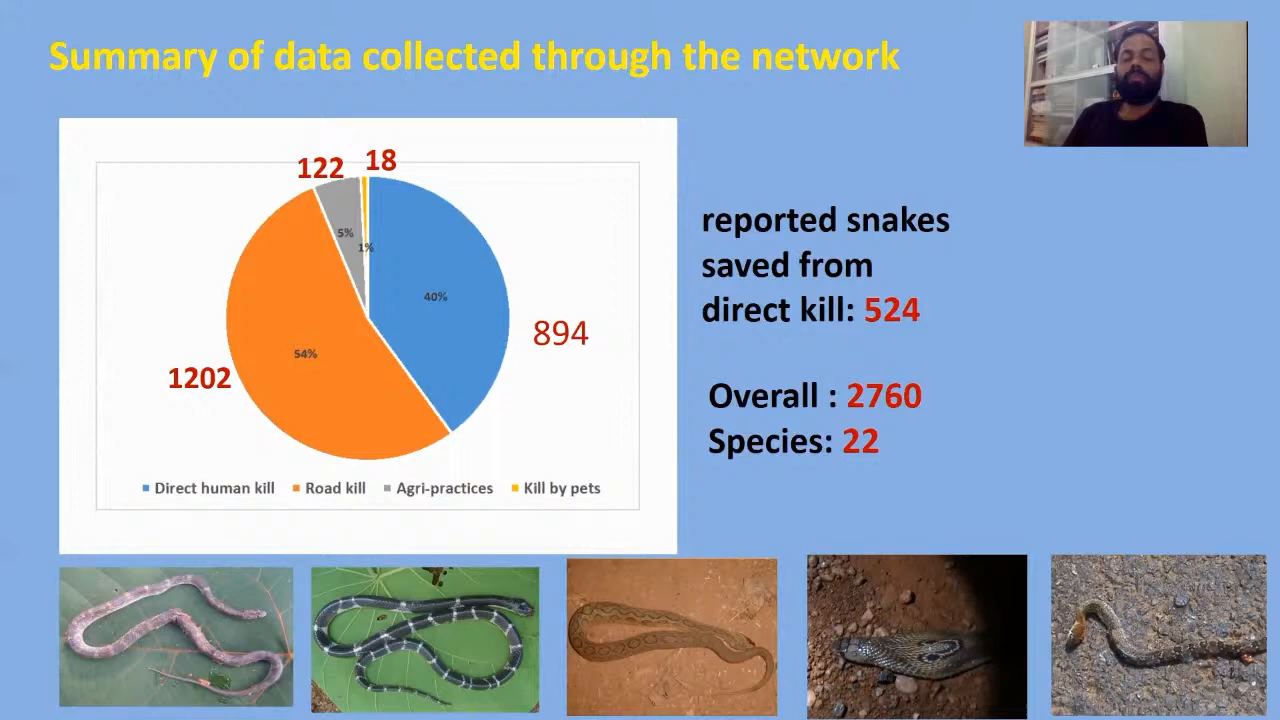 Summary of data collected through the network
122
18
5%
1%
40%
894
54%
1202
Direct human kill Road kill Agri-practices Kill by pets
reported snakes
saved from
direct kill: 524
Overall : 2760
Species: 22